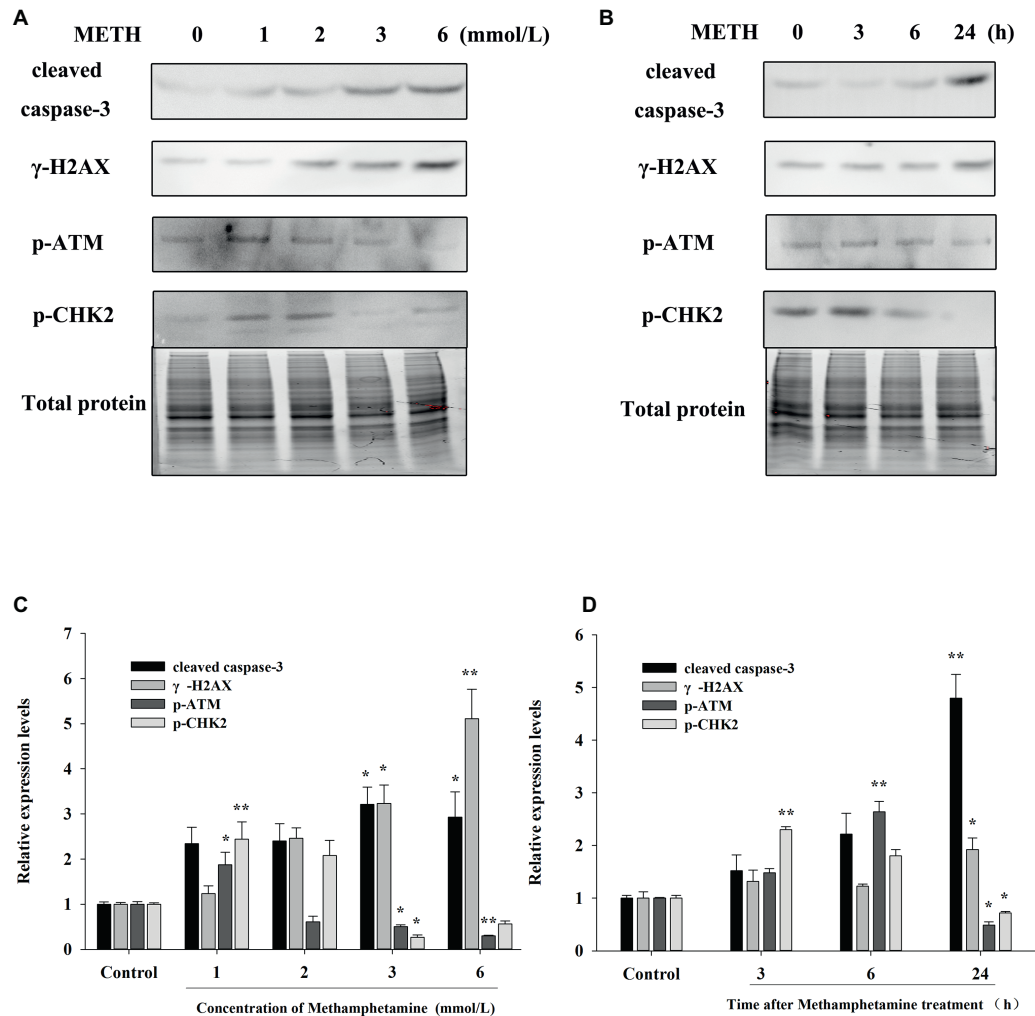 A
METH 0 1 2 3 6 (mmol/L)
cleaved
caspase-3
γ-H2AX
p-ATM
p-CHK2
Total protein
B
METH 0 3 6 24 (h)
cleaved
caspase-3
γ-H2AX
p-ATM
p-CHK2
Total protein
C
7
6
5
4
3
2
1
0
Relative expression levels
cleaved caspase-3
γ -H2AX
p-ATM
p-CHK2
* ** * * * * * ** **
Control 1 2 3 6
Concentration of Methamphetamine (mmol/L)
D
6
5
4
3
2
1
0
Relative expression levels
cleaved caspase-3
γ -H2AX
p-ATM
p-CHK2
** ** ** * * *
Control 3 6 24
Time after Methamphetamine treatment（h）